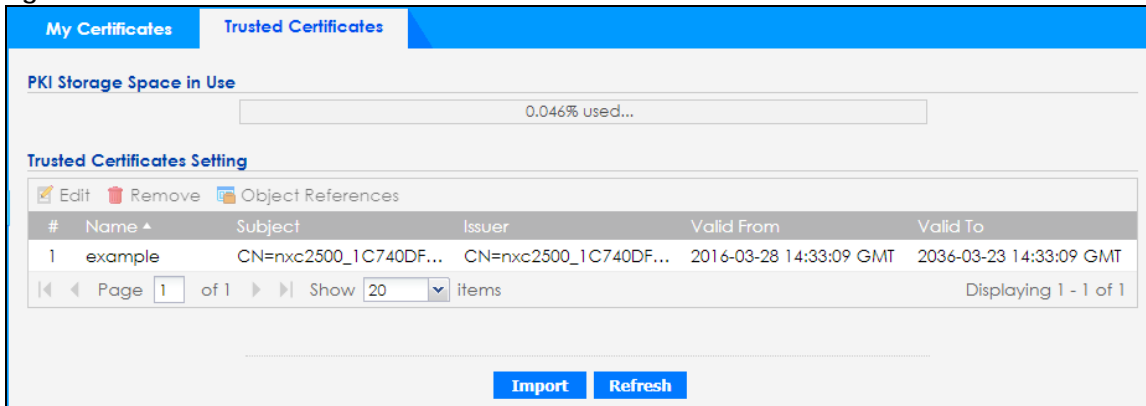 My Certificates Trusted Certificates
PKI Storage Space in Use
0.046% used...
Trusted Certificates Setting
Edit Remove Object References
# Name Subject Issuer Valid From Valid To
1 example CN=nxc2500_1C740DF... CN=nxc2500_1C740DF... 2016-03-28 14:33:09 GMT 2036-03-23 14:33:09 GMT
Page 1 of 1 Show 20 items Displaying 1 - 1 of 1
Import Refresh